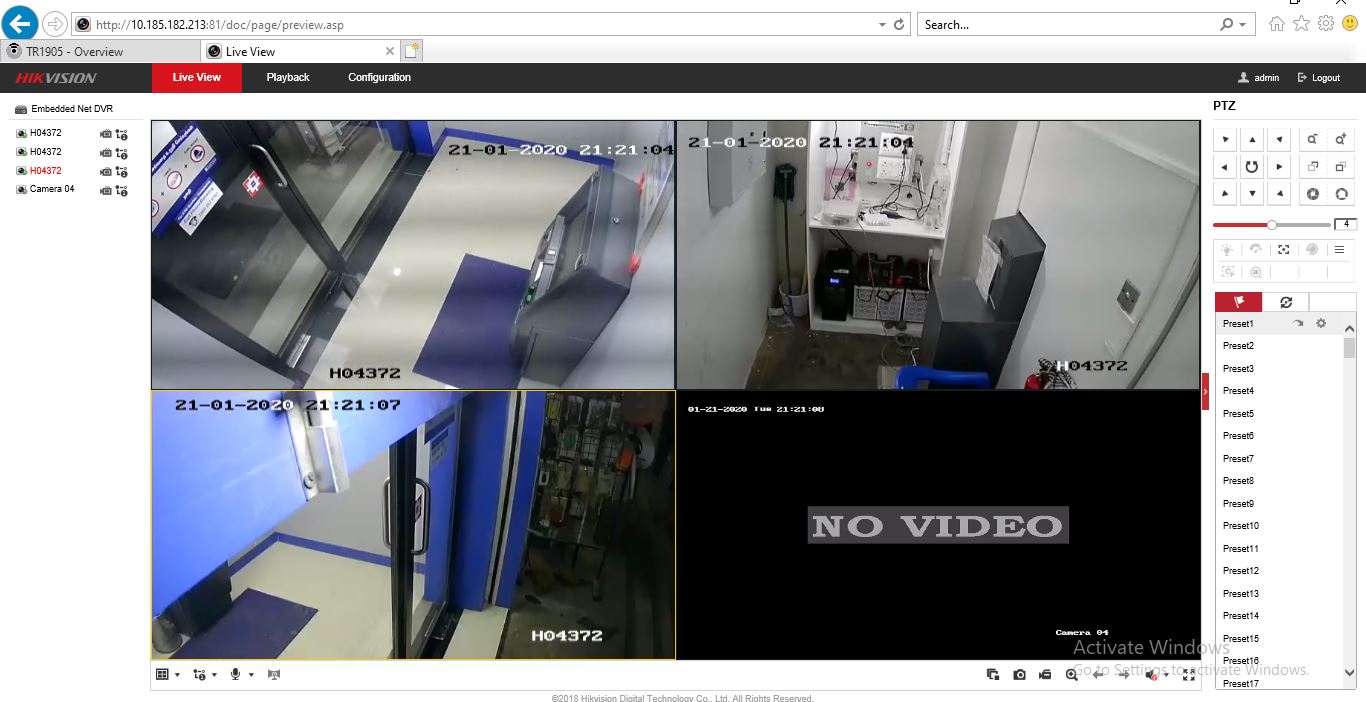 http://10.185.182.213:81/doc/page/preview.asp
Search...
TR1905 - Overview
Live View
HIKVISION
Live View
Playback
Configuration
admin
Logout
Embedded Net DVR
H04372
H04372
H04372
Camera 04
21-01-2020 21:21:04
H04372
21-01-2020 21:21:04
H04372
21-01-2020 21:21:07
H04372
01-21-2020 Tue 21:21:08
NO VIDEO
Camera 04
PTZ
4
Preset1
Preset2
Preset3
Preset4
Preset5
Preset6
Preset7
Preset8
Preset9
Preset10
Preset11
Preset12
Preset13
Preset14
Preset15
Preset16
Preset17
Activate Windows
Go to Settings to activate Windows.
©2018 Hikvision Digital Technology Co., Ltd. All Rights Reserved.